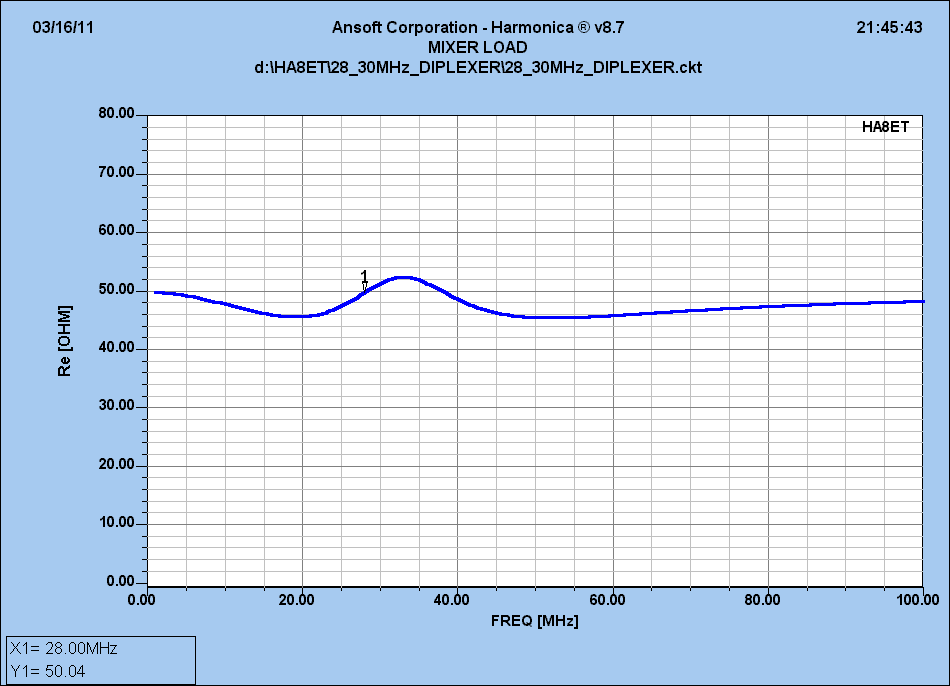 03/16/11 Ansoft Corporation - Harmonica ® v8.7 21:45:43
MIXER LOAD
d:\HA8ET\28_30MHz_DIPLEXER\28_30MHz_DIPLEXER.ckt
HA8ET
80.00
70.00
60.00
50.00
40.00
30.00
20.00
10.00
0.00
Re [OHM]
1
0.00 20.00 40.00 60.00 80.00 100.00
FREQ [MHz]
X1= 28.00MHz
Y1= 50.04